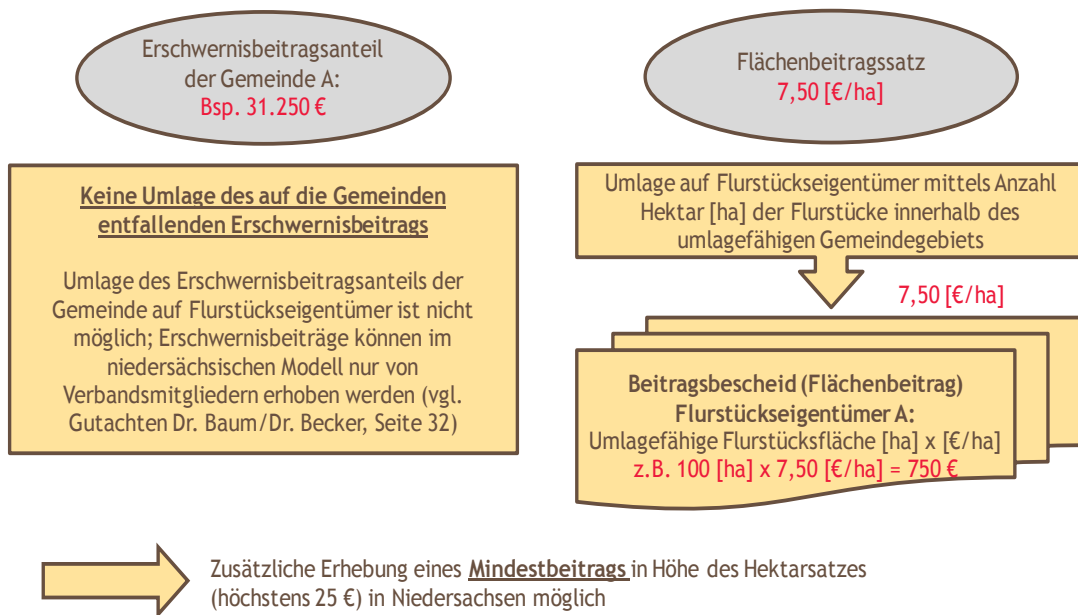 Erschwernisbeitragsanteil
der Gemeinde A:
Bsp. 31.250 €
Keine Umlage des auf die Gemeinden
entfallenden Erschwernisbeitrags
Umlage des Erschwernisbeitragsanteils der
Gemeinde auf Flurstückseigentümer ist nicht
möglich; Erschwernisbeiträge können im
niedersächsischen Modell nur von
Verbandsmitgliedern erhoben werden (vgl.
Gutachten Dr. Baum/Dr. Becker, Seite 32)
Flächenbeitragssatz
7,50 [€/ha]
Umlage auf Flurstückseigentümer mittels Anzahl
Hektar [ha] der Flurstücke innerhalb des
umlagefähigen Gemeindegebiets
7,50 [€/ha]
Beitragsbescheid (Flächenbeitrag)
Flurstückseigentümer A:
Umlagefähige Flurstücksfläche [ha] x [€/ha]
z.B. 100 [ha] x 7,50 [€/ha] = 750 €
Zusätzliche Erhebung eines Mindestbeitrags in Höhe des Hektarsatzes
(höchstens 25 €) in Niedersachsen möglich